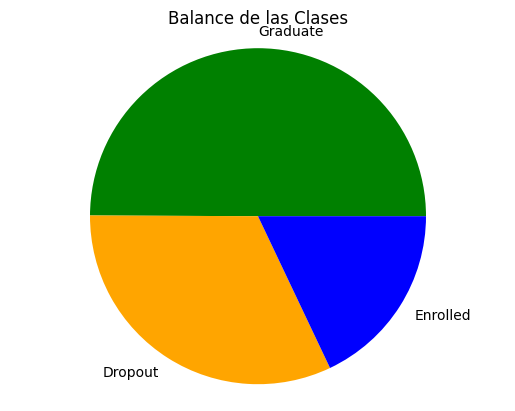 Balance de las Clases
Graduate
Enrolled
Dropout